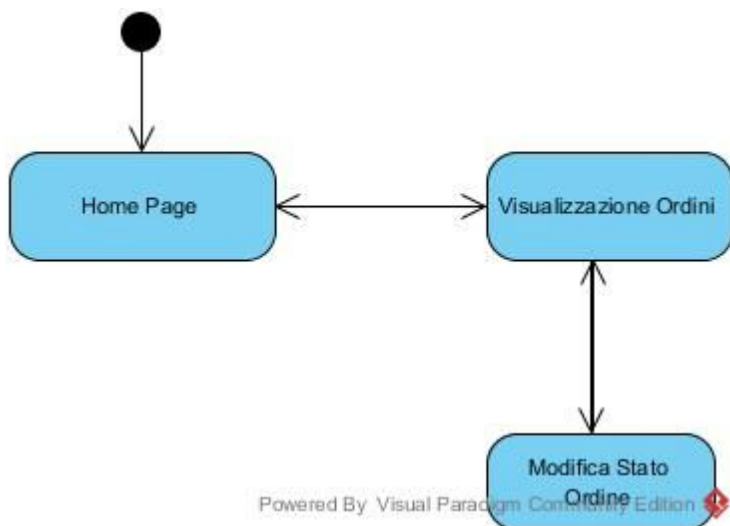 Home Page
Visualizzazione Ordini
Modifica Stato
Ordine
Powered By Visual Paradigm Community Edition